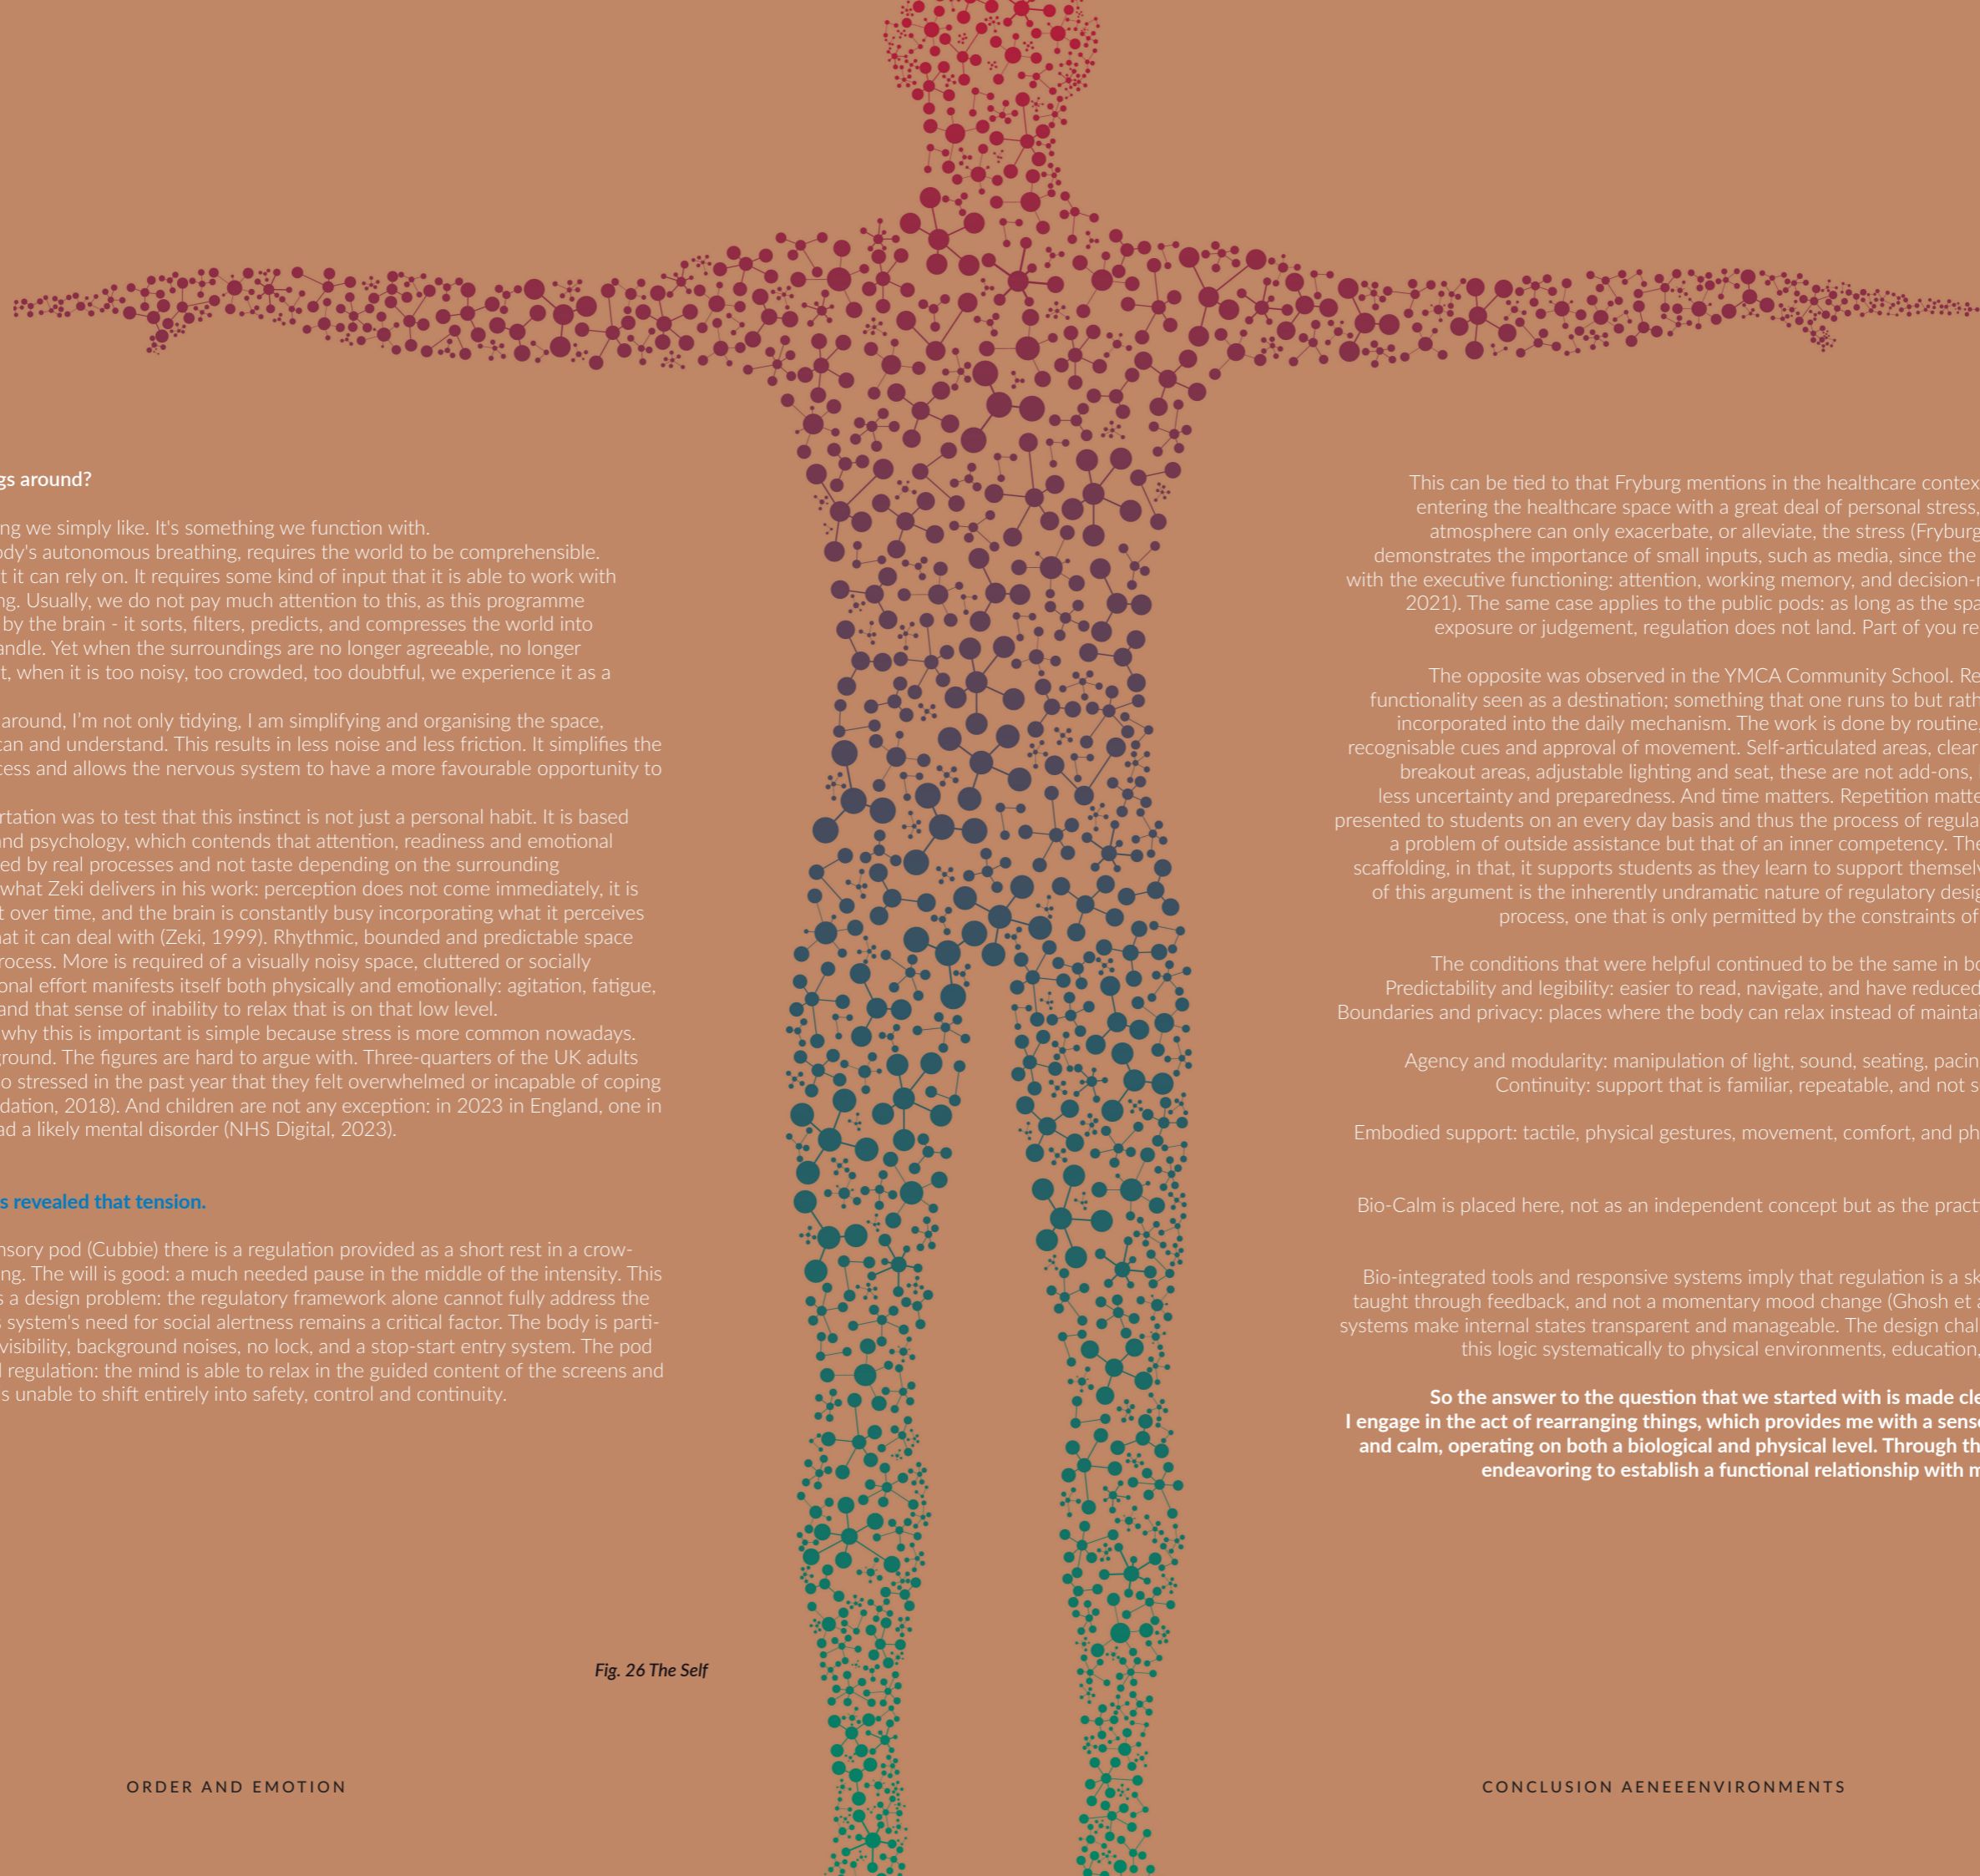 gs around?
ng we simply like. It's something we function with.
ody's autonomous breathing, requires the world to be comprehensible.
t it can rely on. It requires some kind of input that it is able to work with
ng. Usually, we do not pay much attention to this, as this programme
by the brain - it sorts, filters, predicts, and compresses the world into
andle. Yet when the surroundings are no longer agreeable, no longer
t, when it is too noisy, too crowded, too doubtful, we experience it as a
around, I'm not only tidying, I am simplifying and organising the space,
can and understand. This results in less noise and less friction. It simplifies the
cess and allows the nervous system to have a more favourable opportunity to
rtation was to test that this instinct is not just a personal habit. It is based
nd psychology, which contends that attention, readiness and emotional
ed by real processes and not taste depending on the surrounding
what Zeki delivers in his work: perception does not come immediately, it is
t over time, and the brain is constantly busy incorporating what it perceives
hat it can deal with (Zeki, 1999). Rhythmic, bounded and predictable space
rocess. More is required of a visually noisy space, cluttered or socially
onal effort manifests itself both physically and emotionally: agitation, fatigue,
and that sense of inability to relax that is on that low level.
why this is important is simple because stress is more common nowadays.
ground. The figures are hard to argue with. Three-quarters of the UK adults
o stressed in the past year that they felt overwhelmed or incapable of coping
dation, 2018). And children are not any exception: in 2023 in England, one in
ad a likely mental disorder (NHS Digital, 2023).
s revealed that tension.
nsory pod (Cubbie) there is a regulation provided as a short rest in a crow-
ng. The will is good: a much needed pause in the middle of the intensity. This
s a design problem: the regulatory framework alone cannot fully address the
s system's need for social alertness remains a critical factor. The body is parti-
visibility, background noises, no lock, and a stop-start entry system. The pod
l regulation: the mind is able to relax in the guided content of the screens and
s unable to shift entirely into safety, control and continuity.
Fig. 26 The Self
ORDER AND EMOTION
This can be tied to that Fryburg mentions in the healthcare contex
entering the healthcare space with a great deal of personal stress,
atmosphere can only exacerbate, or alleviate, the stress (Fryburg
demonstrates the importance of small inputs, such as media, since the
with the executive functioning: attention, working memory, and decision-m
2021). The same case applies to the public pods: as long as the spa
exposure or judgement, regulation does not land. Part of you re
The opposite was observed in the YMCA Community School. Re
functionality seen as a destination; something that one runs to but rath
incorporated into the daily mechanism. The work is done by routine,
recognisable cues and approval of movement. Self-articulated areas, clear
breakout areas, adjustable lighting and seat, these are not add-ons,
less uncertainty and preparedness. And time matters. Repetition matte
presented to students on an every day basis and thus the process of regula
a problem of outside assistance but that of an inner competency. The
scaffolding, in that, it supports students as they learn to support themselv
of this argument is the inherently undramatic nature of regulatory desig
process, one that is only permitted by the constraints of
The conditions that were helpful continued to be the same in bo
Predictability and legibility: easier to read, navigate, and have reduced
Boundaries and privacy: places where the body can relax instead of maintai
Agency and modularity: manipulation of light, sound, seating, pacin
Continuity: support that is familiar, repeatable, and not s
Embodied support: tactile, physical gestures, movement, comfort, and ph
Bio-Calm is placed here, not as an independent concept but as the practi
Bio-integrated tools and responsive systems imply that regulation is a sk
taught through feedback, and not a momentary mood change (Ghosh et a
systems make internal states transparent and manageable. The design chal
this logic systematically to physical environments, education,
So the answer to the question that we started with is made cle
I engage in the act of rearranging things, which provides me with a sense
and calm, operating on both a biological and physical level. Through th
endeavoring to establish a functional relationship with m
CONCLUSION AENEEENVIRONMENTS